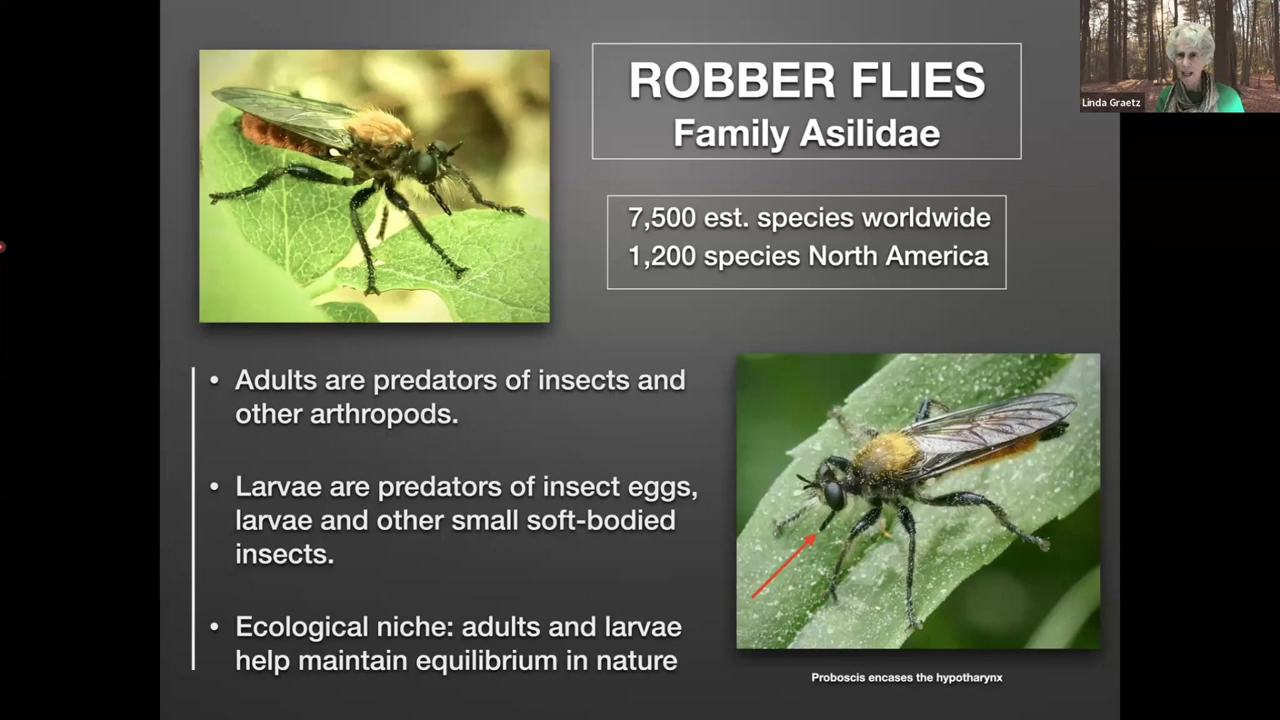 ROBBER FLIES
Family Asilidae
Linda Graetz
7,500 est. species worldwide
1,200 species North America
• Adults are predators of insects and
other arthropods.
• Larvae are predators of insect eggs,
larvae and other small soft-bodied
insects.
• Ecological niche: adults and larvae
help maintain equilibrium in nature
Proboscis encases the hypotharynx